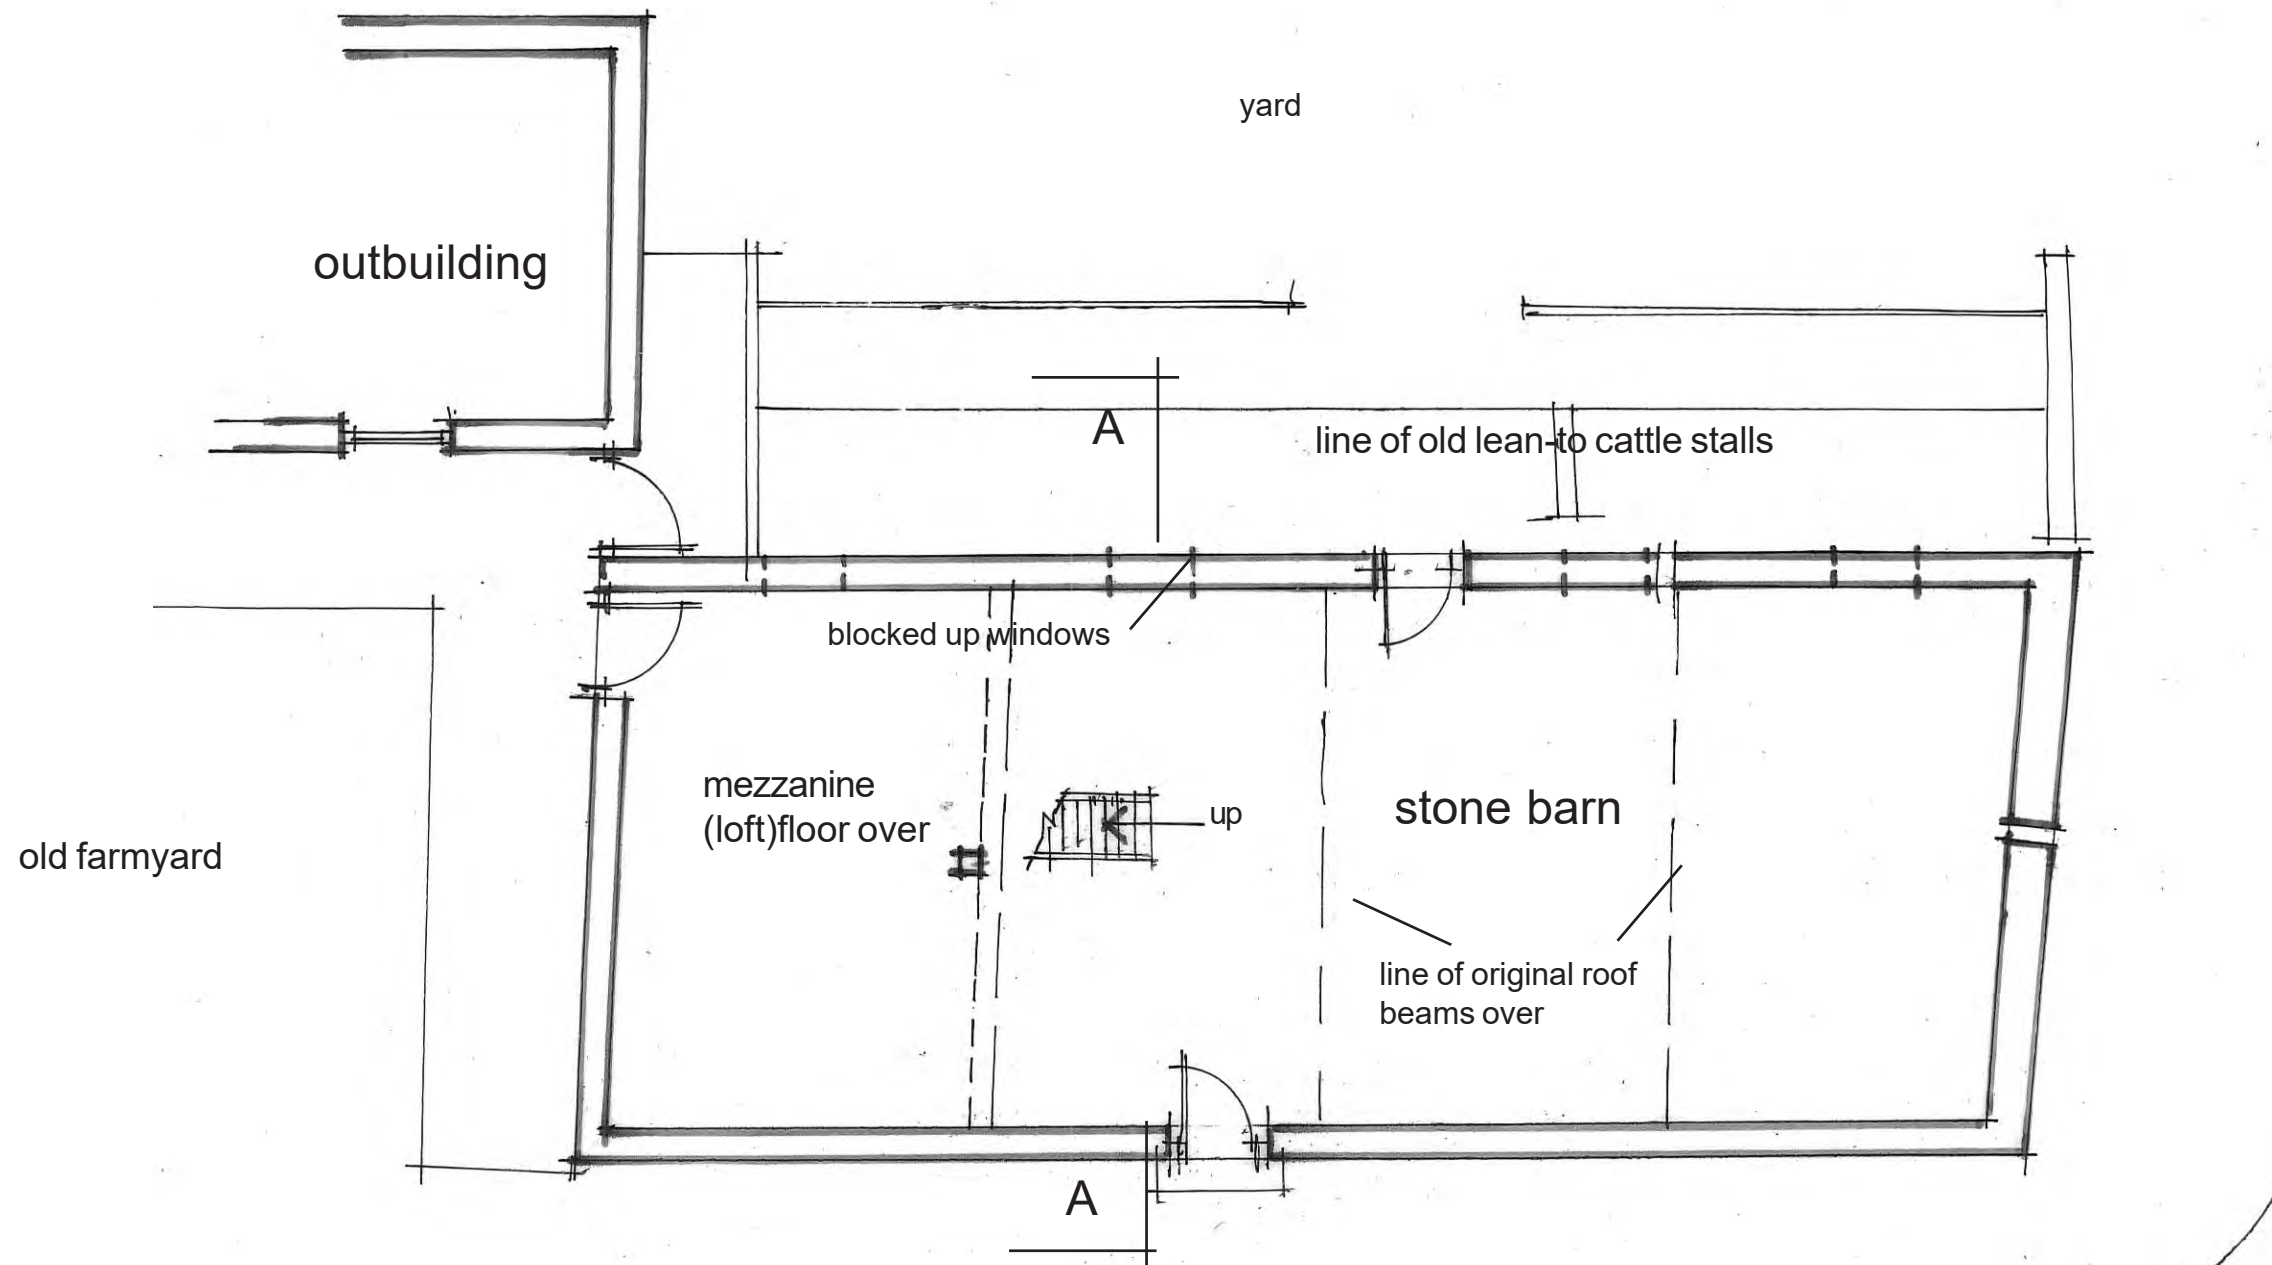 yard
outbuilding
A
line of old lean-to cattle stalls
blocked up windows
mezzanine
(loft)floor over
up
stone barn
old farmyard
line of original roof
beams over
A